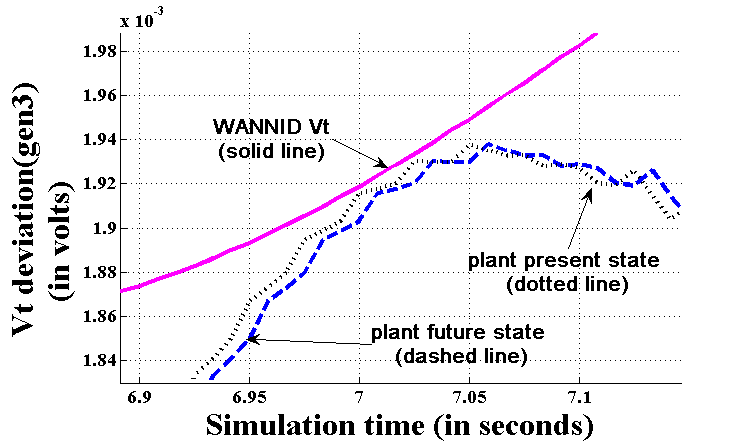 x 10-3
1.98
1.96
1.94
1.92
1.9
1.88
1.86
1.84
Vt deviation(gen3)
(in volts)
WANNID Vt
(solid line)
plant present state
(dotted line)
plant future state
(dashed line)
6.9 6.95 7 7.05 7.1
Simulation time (in seconds)